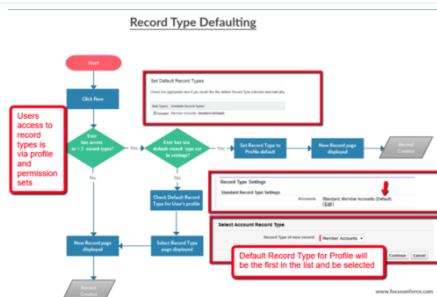 Record Type Defaulting
Start
Click New
Set Default Record Types
Users
access to
record
types is
via profile
and
permission
sets
User
has access
to > 1 record types?
Yes
User has set
default record type set
in settings?
Yes
Set Record Type to
Profile default
New Record page
displayed
Record
Created
No
No
Check Default Record
Type for User's profile
Record Type Settings
Standard Record Type Settings
Accounts
Standard, Member Accounts (Default)
[Edit]
New Record page
displayed
Select Record Type
page displayed
Select Account Record Type
Record Type of new record
Member Accounts
Continue
Cancel
Default Record Type for Profile will
be the first in the list and be selected
Record
Created
www.focusonforce.com